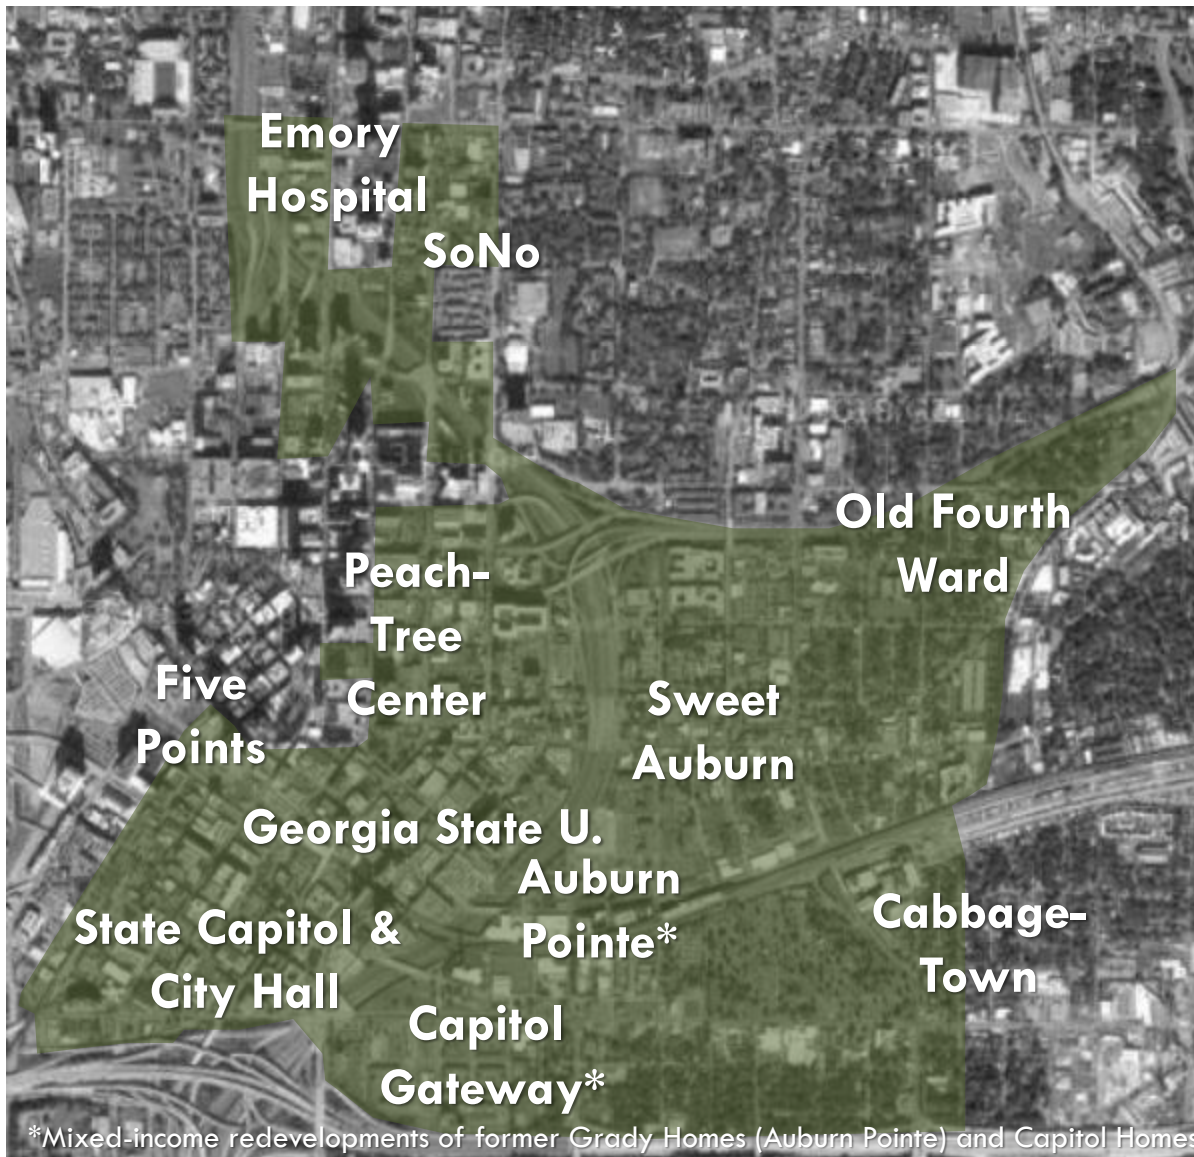 Emory
Hospital
SoNo
Old Fourth
Ward
Peach-
Tree
Center
Five
Points
Sweet
Auburn
Georgia State U.
Auburn
Pointe*
State Capitol &
City Hall
Cabbage-
Town
Capitol
Gateway*
*Mixed-income redevelopments of former Grady Homes (Auburn Pointe) and Capitol Homes